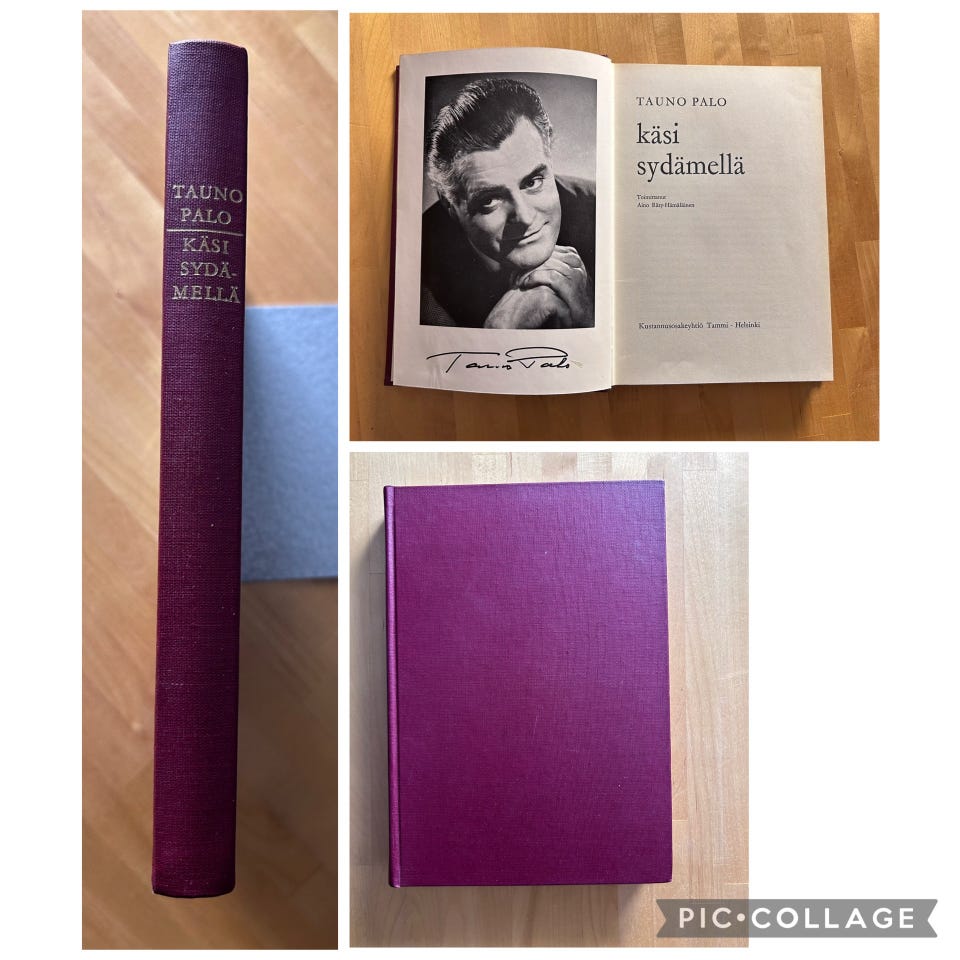 TAUNO
PALO
KÄSI
SYDÄ-
MELLÄ
TAUNO PALO
käsi
sydämellä
Toimittanut
Aino Räty-Hämäläinen
Kustannusosakeyhtiö Tammi · Helsinki
Tauno Palo
PIC•COLLAGE